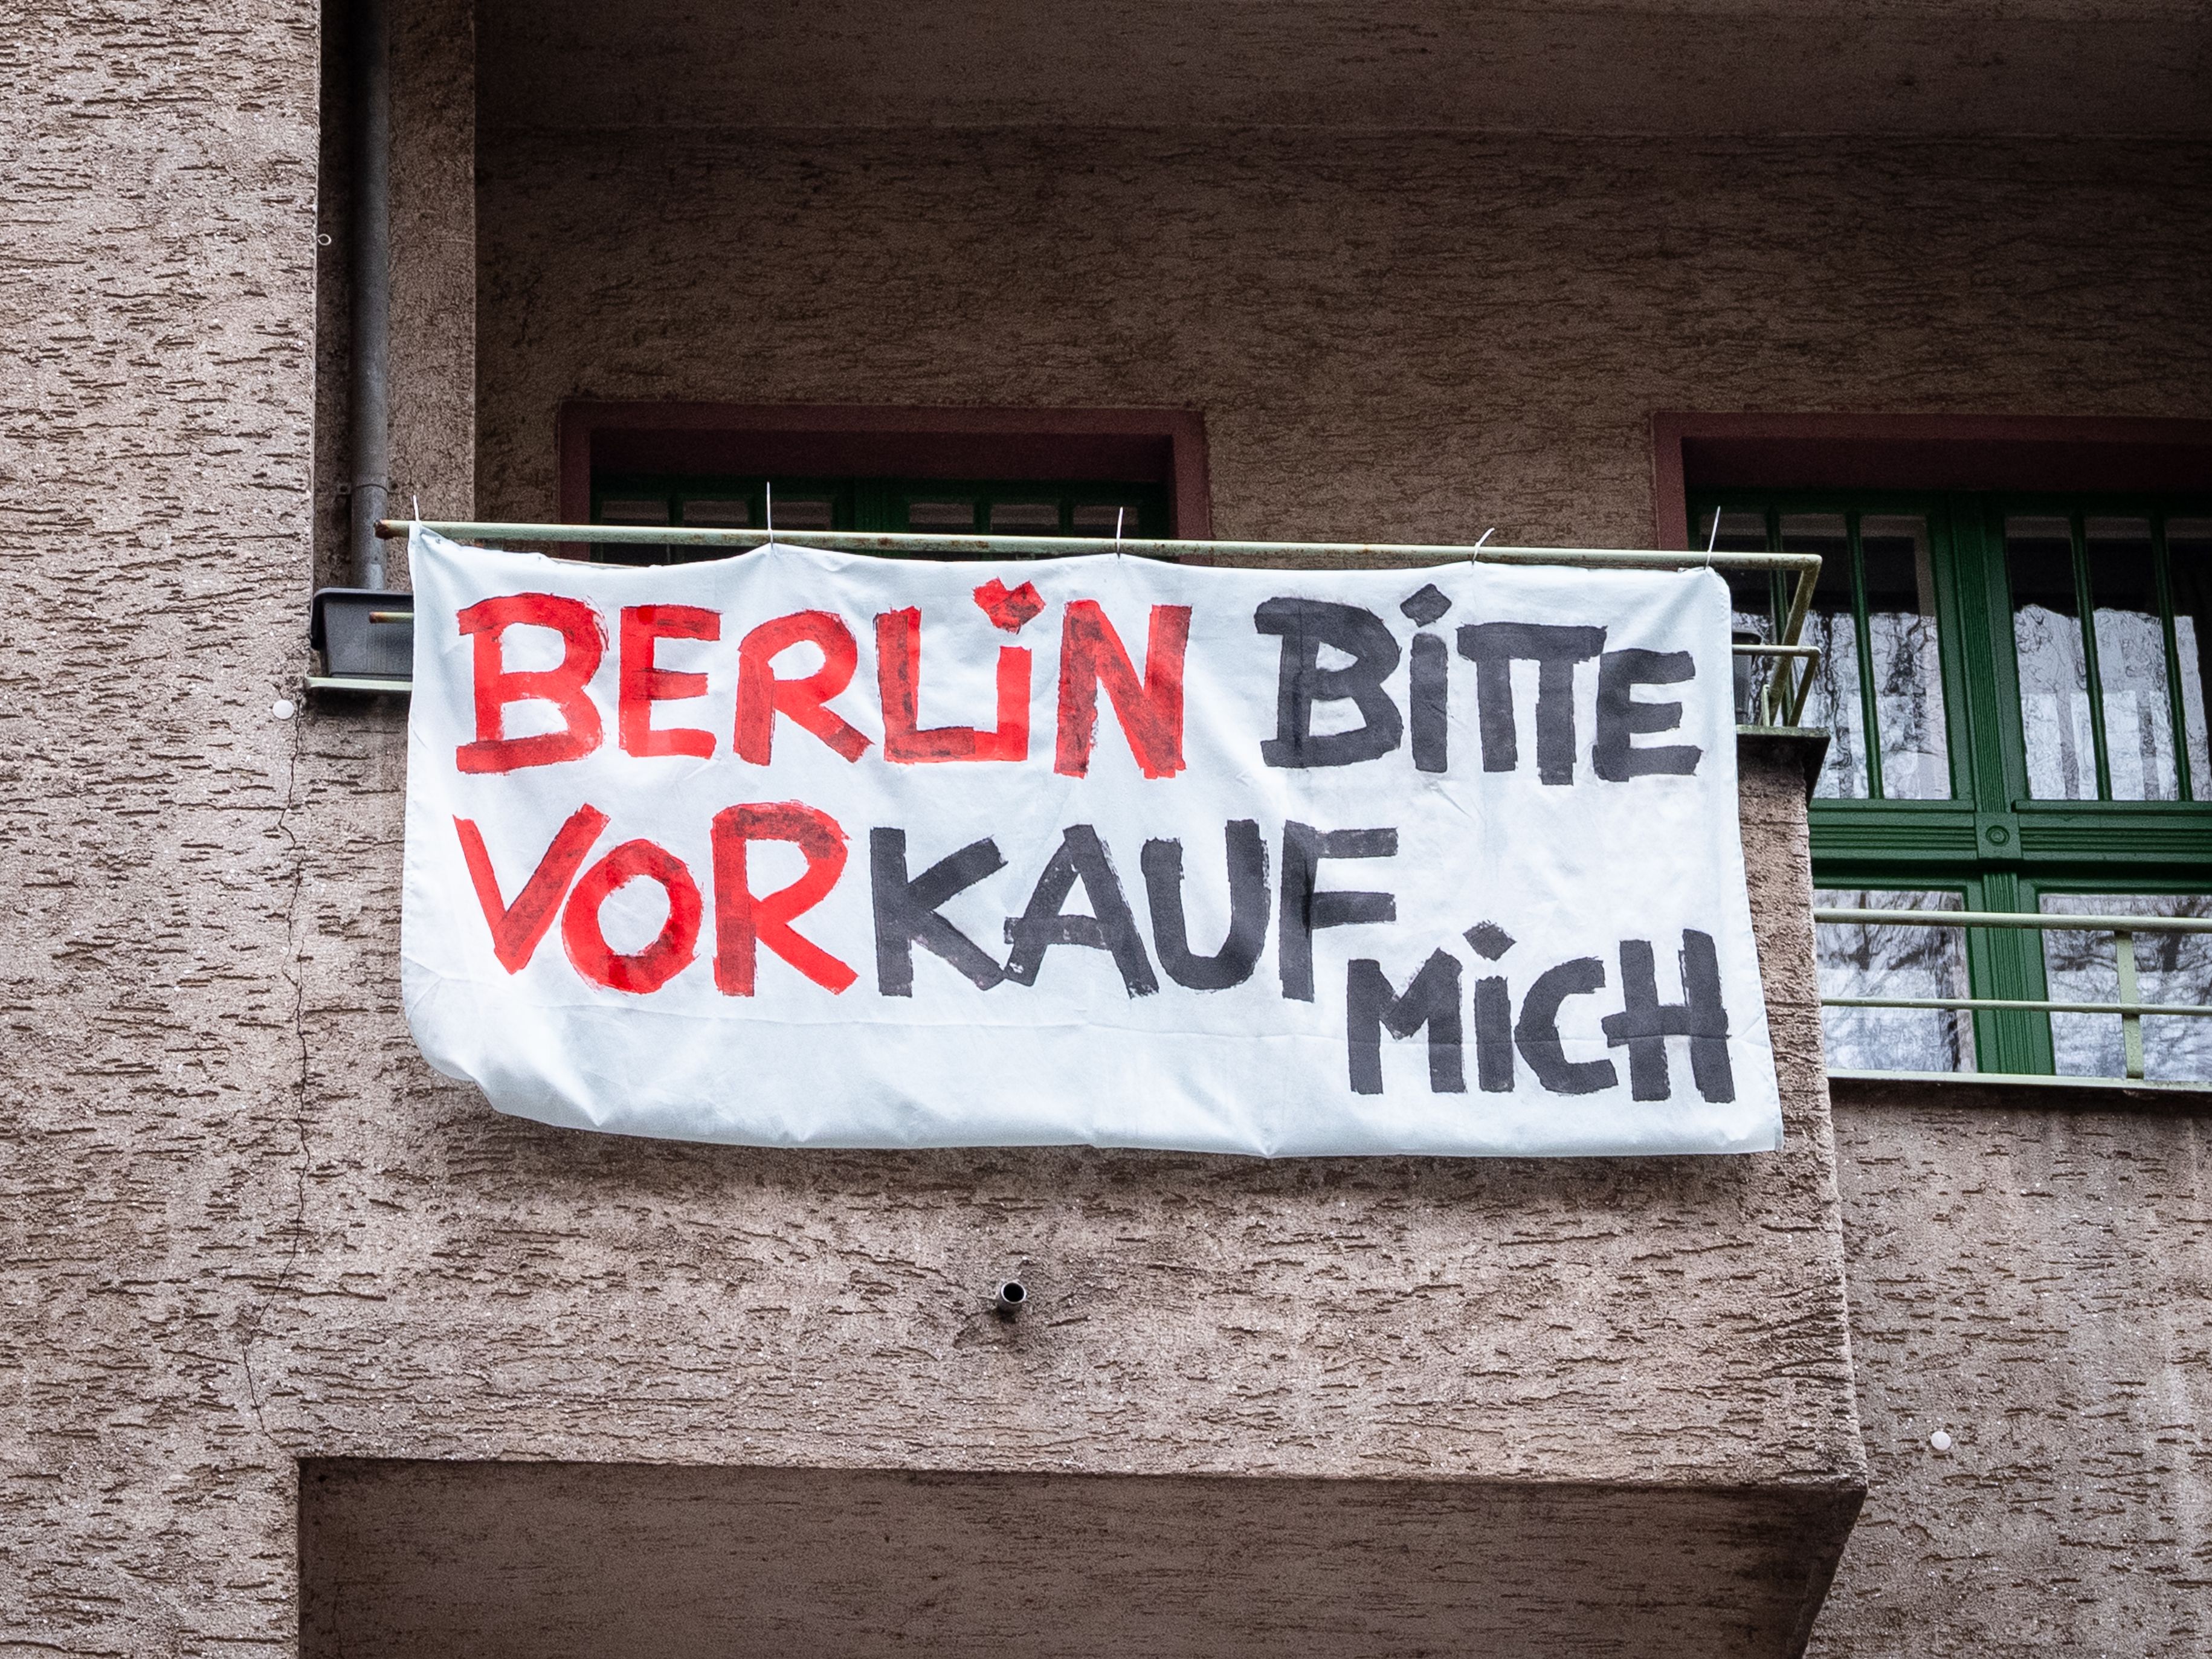 BERLiN BiTTE
VORKAUF
MiCH